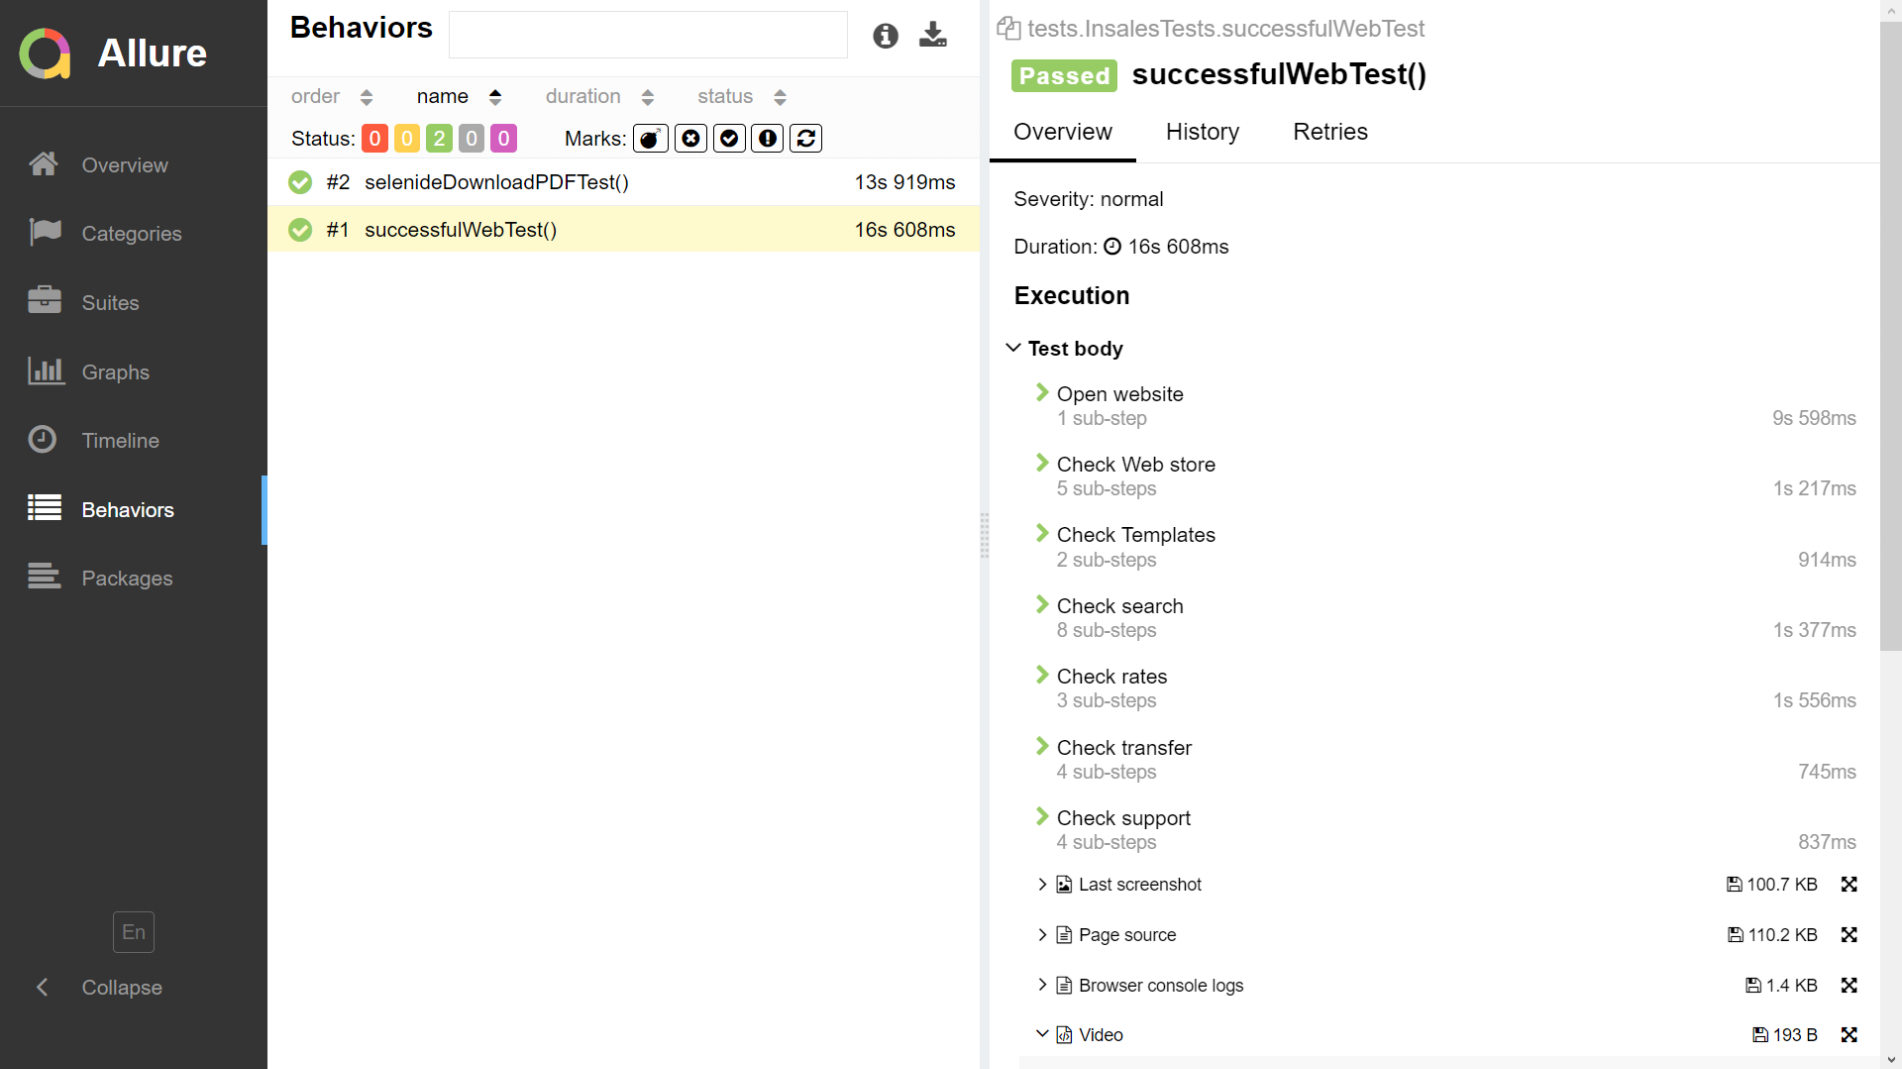 Allure
Overview
Categories
Suites
Graphs
Timeline
Behaviors
Packages
En
Collapse
Behaviors
order name duration status
Status: 0 0 2 0 0 Marks:
#2 selenideDownloadPDFTest() 13s 919ms
#1 successfulWebTest() 16s 608ms
tests.InsalesTests.successfulWebTest
Passed successfulWebTest()
Overview History Retries
Severity: normal
Duration: 16s 608ms
Execution
Test body
Open website
1 sub-step 9s 598ms
Check Web store
5 sub-steps 1s 217ms
Check Templates
2 sub-steps 914ms
Check search
8 sub-steps 1s 377ms
Check rates
3 sub-steps 1s 556ms
Check transfer
4 sub-steps 745ms
Check support
4 sub-steps 837ms
Last screenshot 100.7 KB
Page source 110.2 KB
Browser console logs 1.4 KB
Video 193 B